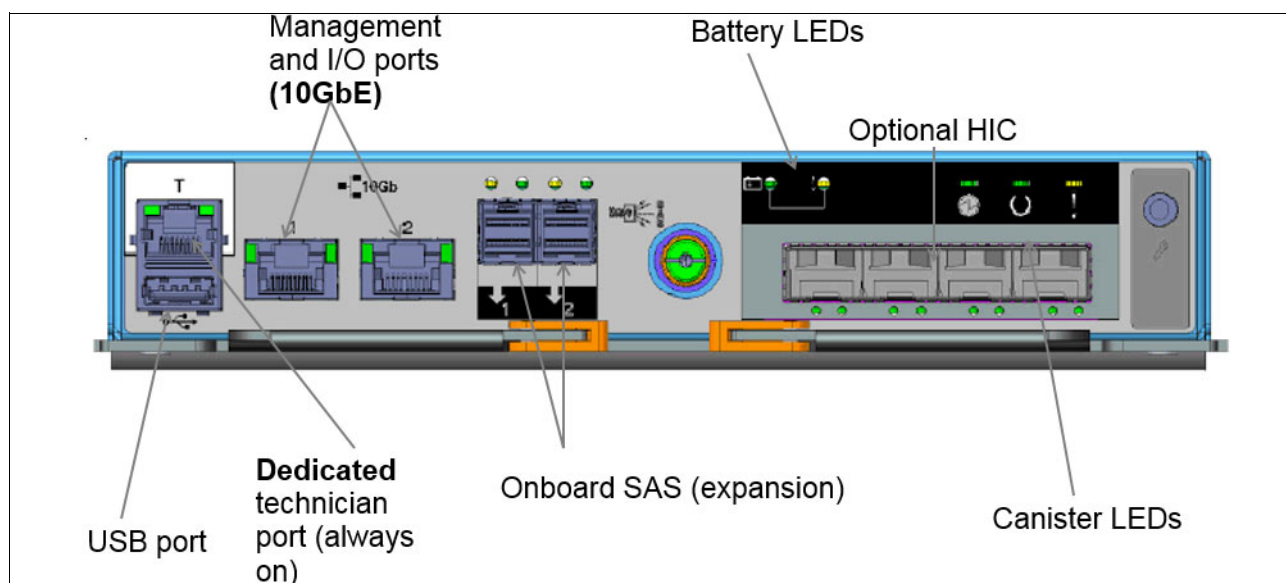 Management
and I/O ports
(10GbE)
Battery LEDs
Optional HIC
T
10Gb
1
2
1
2
USB port
Dedicated
technician
port (always
on)
Onboard SAS (expansion)
Canister LEDs